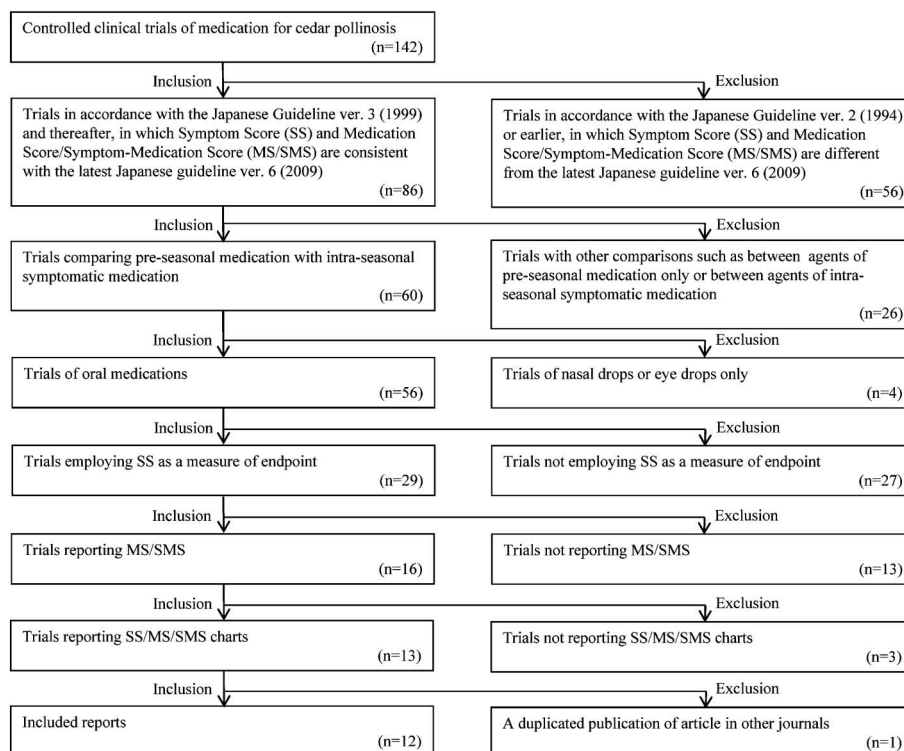 Controlled clinical trials of medication for cedar pollinosis
(n=142)
Inclusion
Exclusion
Trials in accordance with the Japanese Guideline ver. 3 (1999)
and thereafter, in which Symptom Score (SS) and Medication
Score/Symptom-Medication Score (MS/SMS) are consistent
with the latest Japanese guideline ver. 6 (2009)
(n=86)
Trials in accordance with the Japanese Guideline ver. 2 (1994)
or earlier, in which Symptom Score (SS) and Medication
Score/Symptom-Medication Score (MS/SMS) are different
from the latest Japanese guideline ver. 6 (2009)
(n=56)
Inclusion
Exclusion
Trials comparing pre-seasonal medication with intra-seasonal
symptomatic medication
(n=60)
Trials with other comparisons such as between agents of
pre-seasonal medication only or between agents of intra-
seasonal symptomatic medication
(n=26)
Inclusion
Exclusion
Trials of oral medications
(n=56)
Trials of nasal drops or eye drops only
(n=4)
Inclusion
Exclusion
Trials employing SS as a measure of endpoint
(n=29)
Trials not employing SS as a measure of endpoint
(n=27)
Inclusion
Exclusion
Trials reporting MS/SMS
(n=16)
Trials not reporting MS/SMS
(n=13)
Inclusion
Exclusion
Trials reporting SS/MS/SMS charts
(n=13)
Trials not reporting SS/MS/SMS charts
(n=3)
Inclusion
Exclusion
Included reports
(n=12)
A duplicated publication of article in other journals
(n=1)